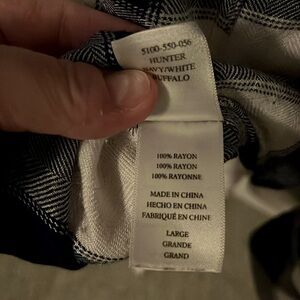 5100-550-056
HUNTER
NAVY/WHITE
BUFFALO
100% RAYON
100% RAYON
100% RAYONNE
MADE IN CHINA
HECHO EN CHINA
FABRIQUÉ EN CHINE
LARGE
GRANDE
GRAND